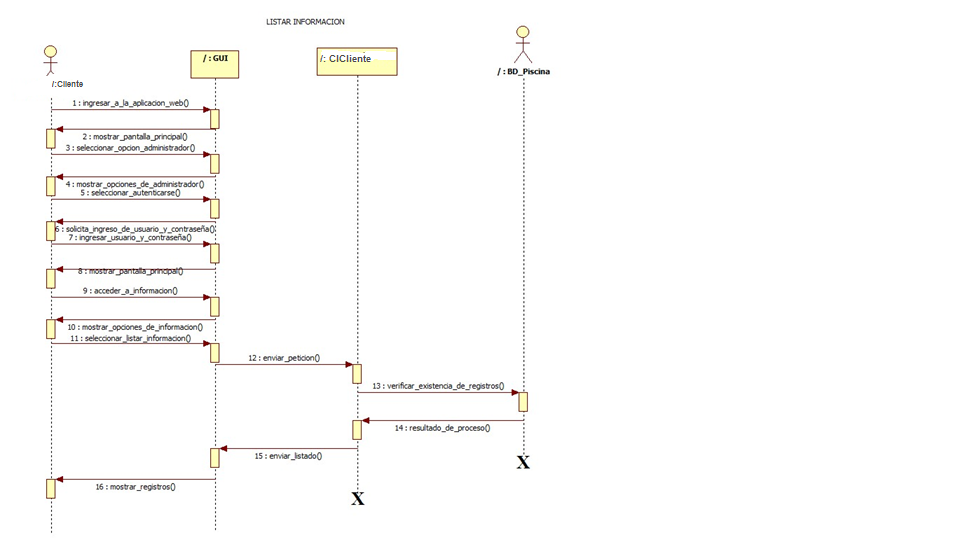 LISTAR INFORMACION
/:Cliente
/ : GUI
/: ClCliente
/ : BD_Piscina
1 : ingresar_a_la_aplicacion_web()
2 : mostrar_pantalla_principal()
3 : seleccionar_opcion_administrador()
4 : mostrar_opciones_de_administrador()
5 : seleccionar_autenticarse()
6 : solicita_ingreso_de_usuario_y_contraseña()
7 : ingresar_usuario_y_contraseña()
8 : mostrar_pantalla_principal()
9 : acceder_a_informacion()
10 : mostrar_opciones_de_informacion()
11 : seleccionar_listar_informacion()
12 : enviar_peticion()
13 : verificar_existencia_de_registros()
14 : resultado_de_proceso()
15 : enviar_listado()
X
16 : mostrar_registros()
X